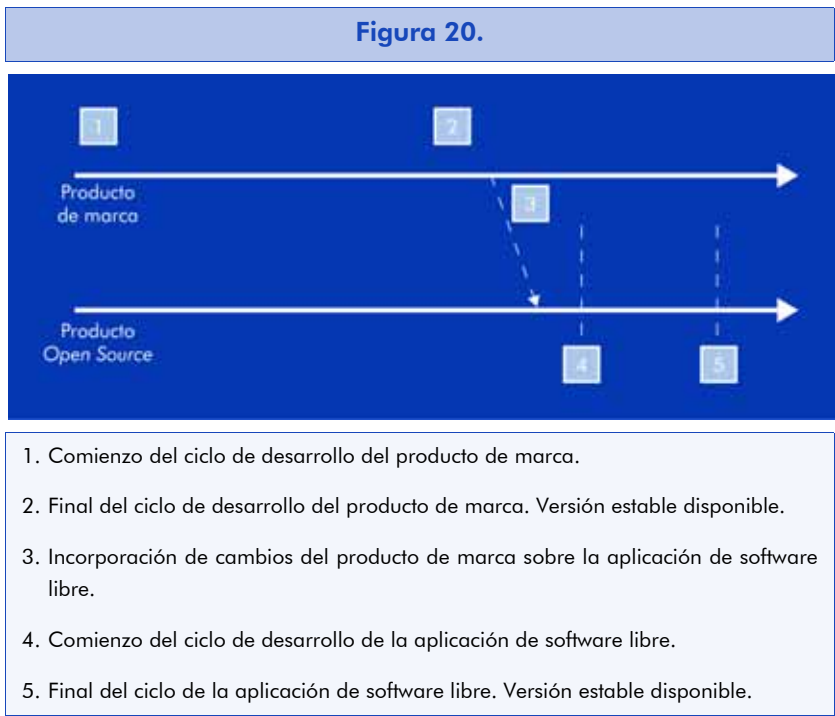 Figura 20.
1
2
Producto
de marca
3
Producto
Open Source
4
5
1. Comienzo del ciclo de desarrollo del producto de marca.
2. Final del ciclo de desarrollo del producto de marca. Versión estable disponible.
3. Incorporación de cambios del producto de marca sobre la aplicación de software
libre.
4. Comienzo del ciclo de desarrollo de la aplicación de software libre.
5. Final del ciclo de la aplicación de software libre. Versión estable disponible.